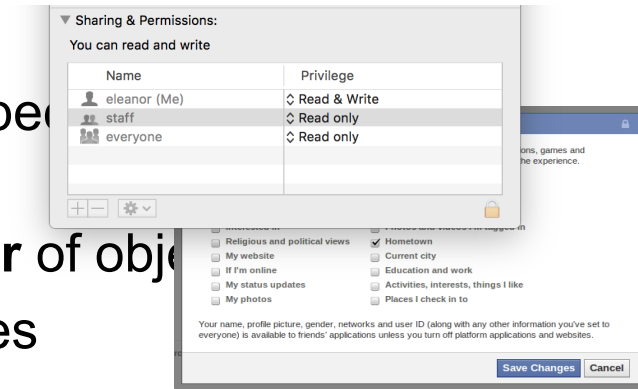 Sharing & Permissions:
You can read and write
Name Privilege
eleanor (Me) Read & Write
staff Read only
everyone Read only
ons, games and
he experience.
Religious and political views Hometown
My website Current city
If I'm online Education and work
My status updates Activities, interests, things I like
My photos Places I check in to
Your name, profile picture, gender, networks and user ID (along with any other information you've set to
everyone) is available to friends' applications unless you turn off platform applications and websites.
Save Changes Cancel
r of obje
es